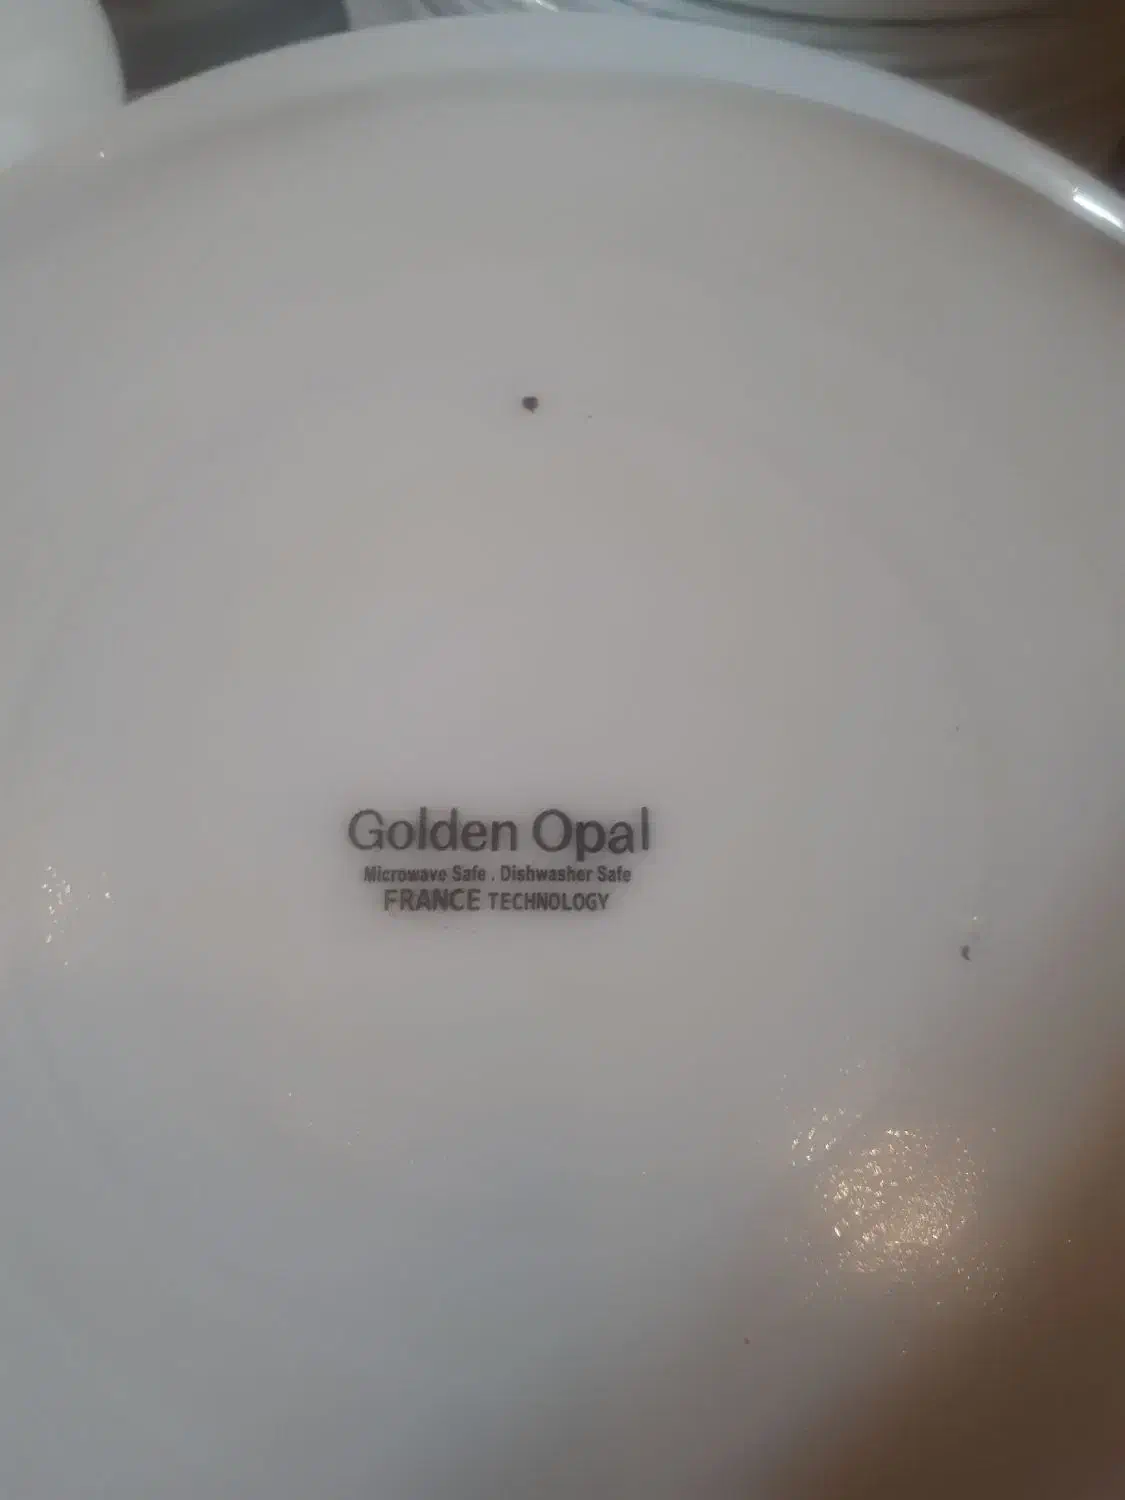 Golden Opal
Microwave Safe . Dishwasher Safe
FRANCE TECHNOLOGY